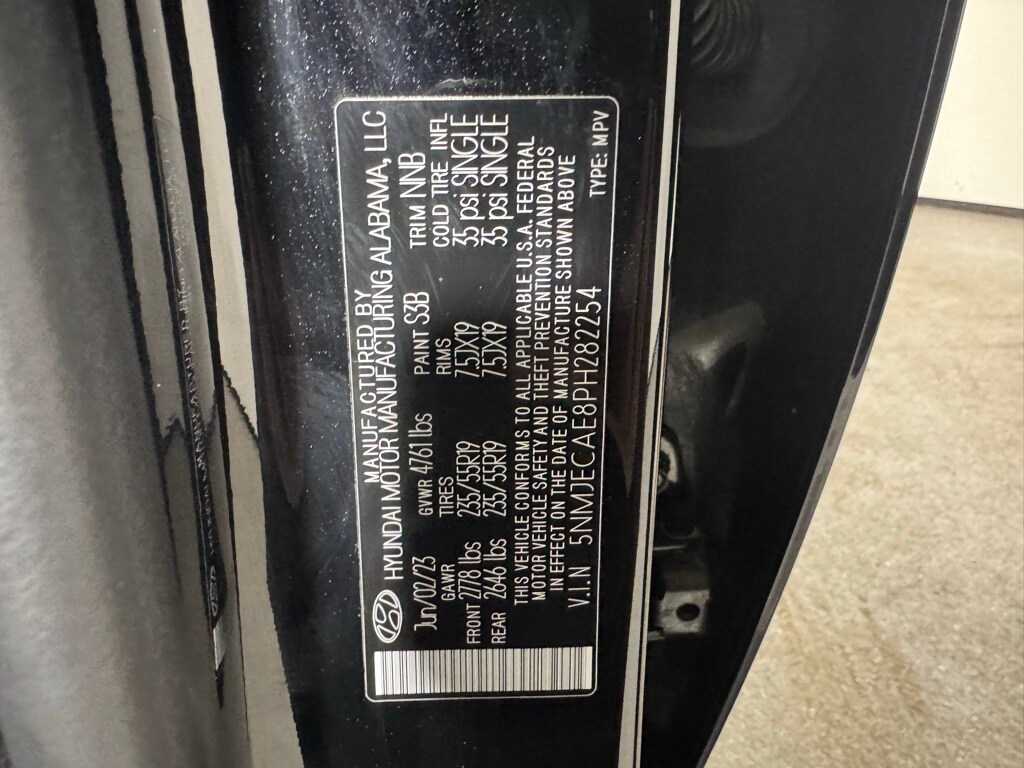 MANUFACTURED BY
HYUNDAI MOTOR MANUFACTURING ALABAMA, LLC
Jun/02/23 GVWR 4761 lbs PAINT S3B TRIM NNB
GAWR TIRES RIMS COLD TIRE INFL
FRONT 2778 lbs 235/55R19 7.5JX19 35 psi SINGLE
REAR 2646 lbs 235/55R19 7.5JX19 35 psi SINGLE
THIS VEHICLE CONFORMS TO ALL APPLICABLE U.S.A. FEDERAL
MOTOR VEHICLE SAFETY AND THEFT PREVENTION STANDARDS
IN EFFECT ON THE DATE OF MANUFACTURE SHOWN ABOVE
V.I.N 5NMJECAE8PH282254
TYPE: MPV